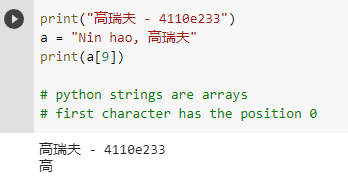 print("高瑞夫 - 4110e233")
a = "Nin hao, 高瑞夫"
print(a[9])
# python strings are arrays
# first character has the position 0
高瑞夫 - 4110e233
高